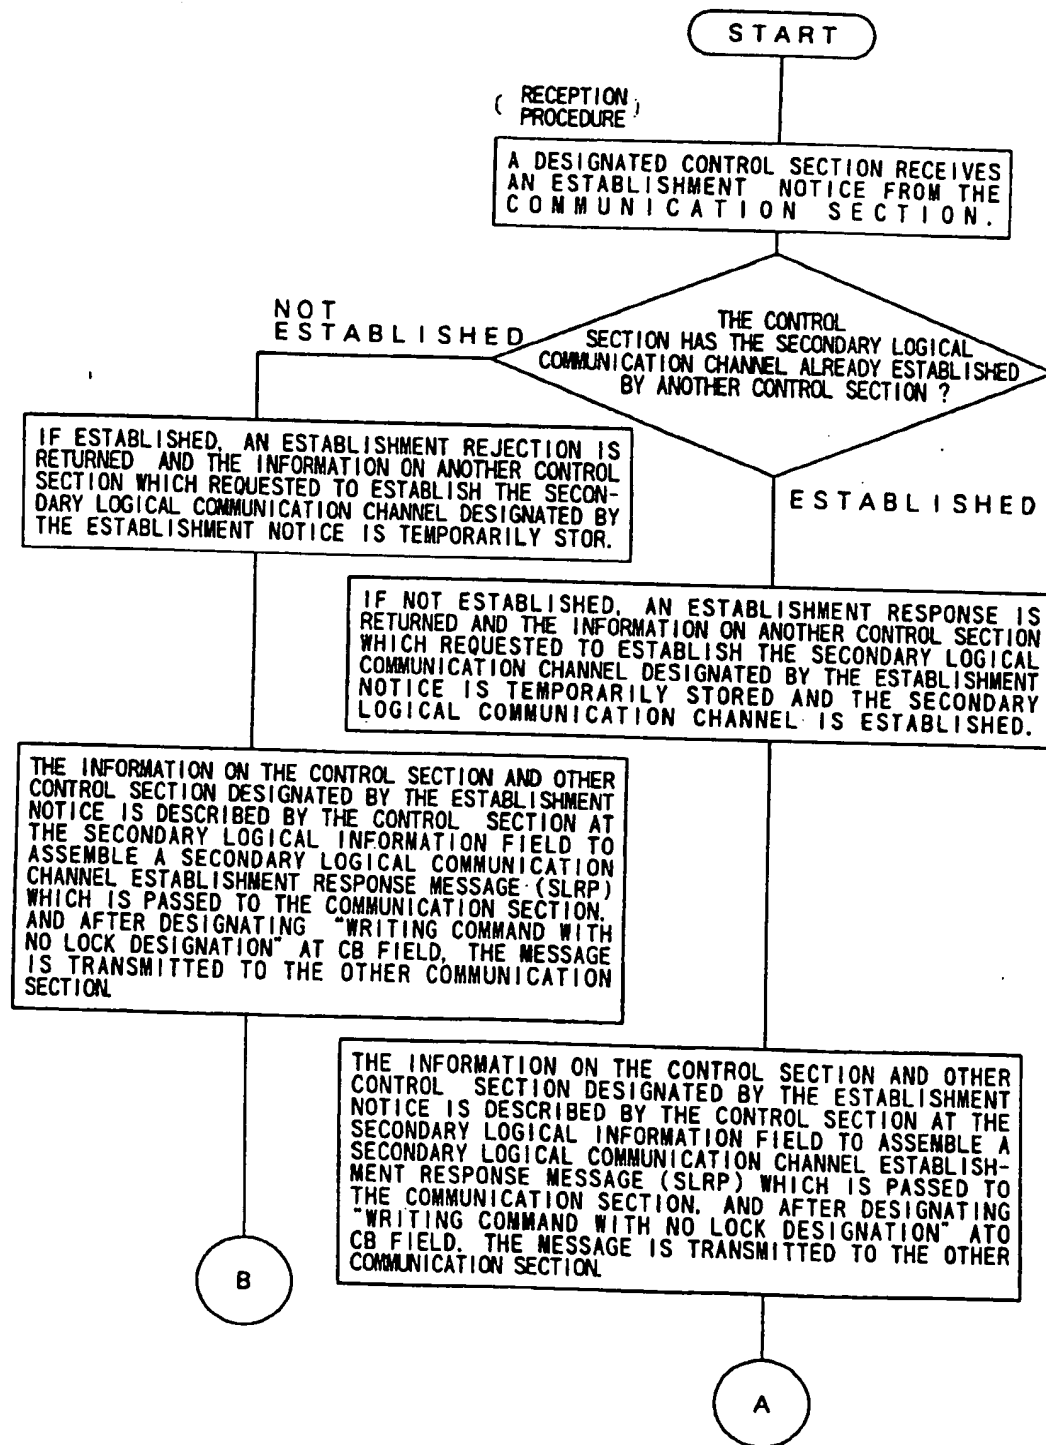 START
( RECEPTION )
PROCEDURE
A DESIGNATED CONTROL SECTION RECEIVES
AN ESTABLISHMENT NOTICE FROM THE
COMMUNICATION SECTION.
NOT
ESTABLISHED
THE CONTROL
SECTION HAS THE SECONDARY LOGICAL
COMMUNICATION CHANNEL ALREADY ESTABLISHED
BY ANOTHER CONTROL SECTION ?
IF ESTABLISHED, AN ESTABLISHMENT REJECTION IS
RETURNED AND THE INFORMATION ON ANOTHER CONTROL
SECTION WHICH REQUESTED TO ESTABLISH THE SECON-
DARY LOGICAL COMMUNICATION CHANNEL DESIGNATED BY
THE ESTABLISHMENT NOTICE IS TEMPORARILY STOR.
ESTABLISHED
IF NOT ESTABLISHED, AN ESTABLISHMENT RESPONSE IS
RETURNED AND THE INFORMATION ON ANOTHER CONTROL SECTION
WHICH REQUESTED TO ESTABLISH THE SECONDARY LOGICAL
COMMUNICATION CHANNEL DESIGNATED BY THE ESTABLISHMENT
NOTICE IS TEMPORARILY STORED AND THE SECONDARY
LOGICAL COMMUNICATION CHANNEL IS ESTABLISHED.
THE INFORMATION ON THE CONTROL SECTION AND OTHER
CONTROL SECTION DESIGNATED BY THE ESTABLISHMENT
NOTICE IS DESCRIBED BY THE CONTROL SECTION AT
THE SECONDARY LOGICAL INFORMATION FIELD TO
ASSEMBLE A SECONDARY LOGICAL COMMUNICATION
CHANNEL ESTABLISHMENT RESPONSE MESSAGE (SLRP)
WHICH IS PASSED TO THE COMMUNICATION SECTION,
AND AFTER DESIGNATING "WRITING COMMAND WITH
NO LOCK DESIGNATION" AT CB FIELD, THE MESSAGE
IS TRANSMITTED TO THE OTHER COMMUNICATION
SECTION.
THE INFORMATION ON THE CONTROL SECTION AND OTHER
CONTROL SECTION DESIGNATED BY THE ESTABLISHMENT
NOTICE IS DESCRIBED BY THE CONTROL SECTION AT THE
SECONDARY LOGICAL INFORMATION FIELD TO ASSEMBLE A
SECONDARY LOGICAL COMMUNICATION CHANNEL ESTABLISH-
MENT RESPONSE MESSAGE (SLRP) WHICH IS PASSED TO
THE COMMUNICATION SECTION, AND AFTER DESIGNATING
"WRITING COMMAND WITH NO LOCK DESIGNATION" ATO
CB FIELD, THE MESSAGE IS TRANSMITTED TO THE OTHER
COMMUNICATION SECTION.
B
A